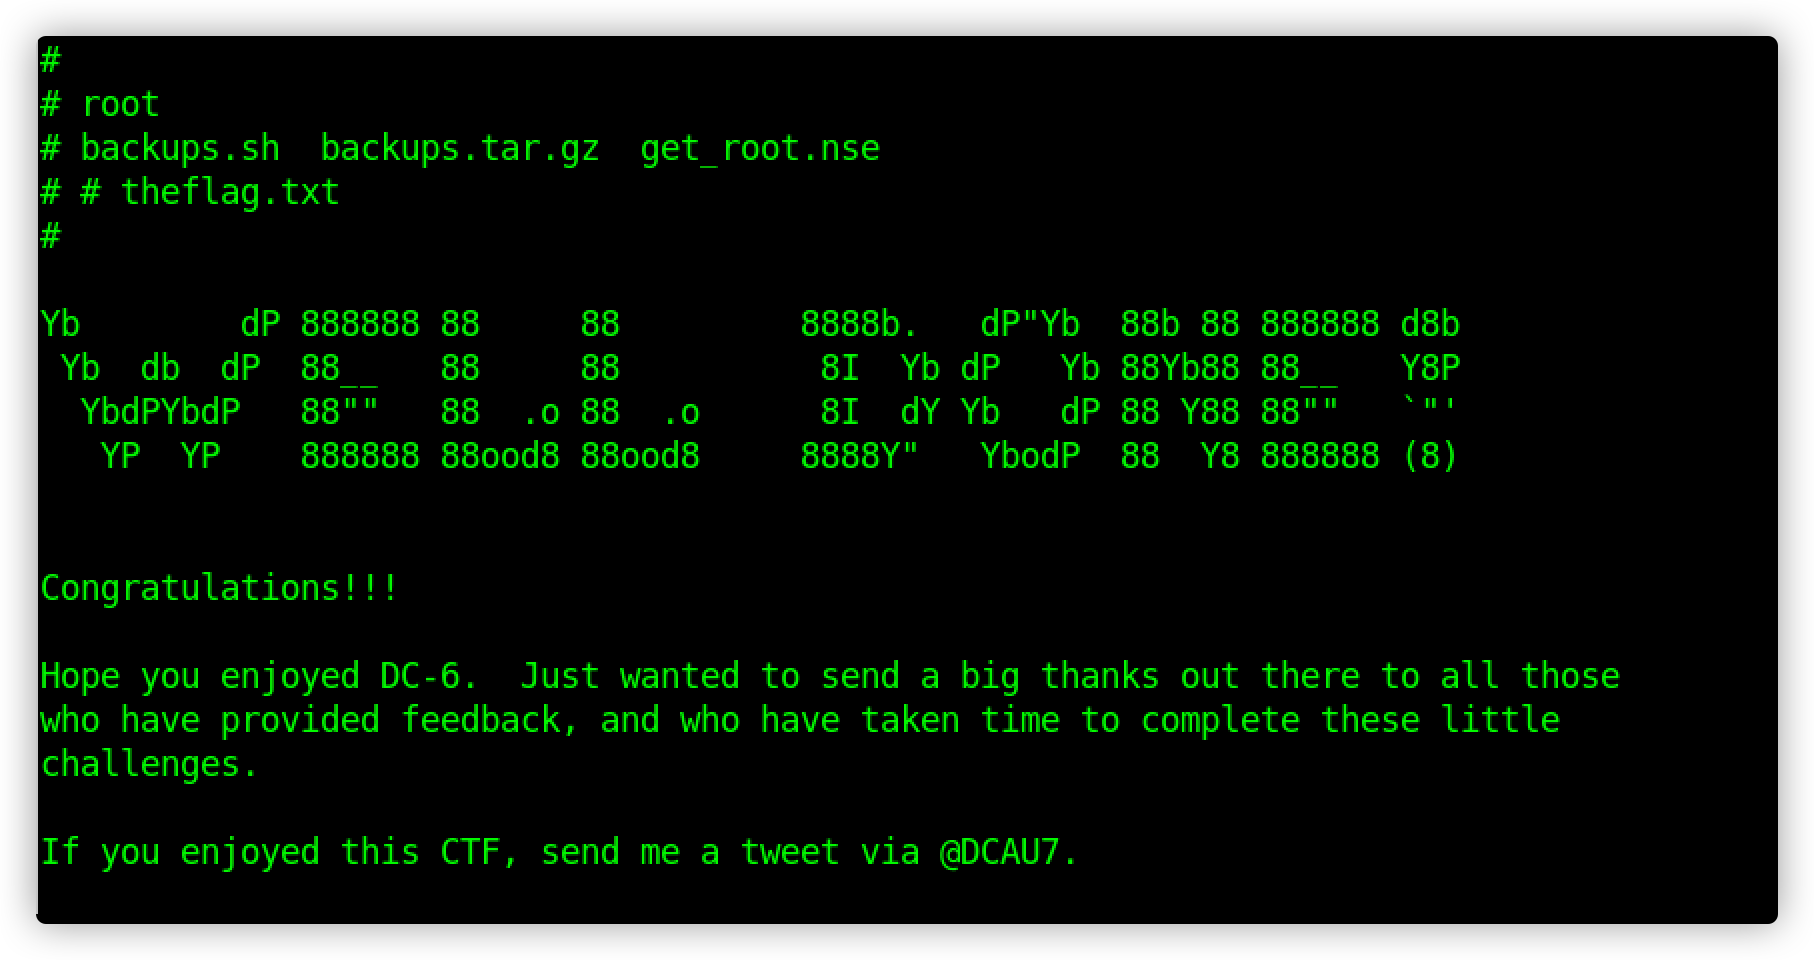 #
# root
# backups.sh  backups.tar.gz  get_root.nse
# # theflag.txt
#

Yb        dP 888888 88     88         8888b.   dP"Yb  88b 88 888888 d8b
 Yb  db  dP  88__   88     88          8I  Yb dP   Yb 88Yb88 88__   Y8P
  YbdPYbdP   88""   88  .o 88  .o      8I  dY Yb   dP 88 Y88 88""   `"'
   YP  YP    888888 88ood8 88ood8     8888Y"   YbodP  88  Y8 888888 (8)

Congratulations!!!

Hope you enjoyed DC-6.  Just wanted to send a big thanks out there to all those
who have provided feedback, and who have taken time to complete these little
challenges.

If you enjoyed this CTF, send me a tweet via @DCAU7.